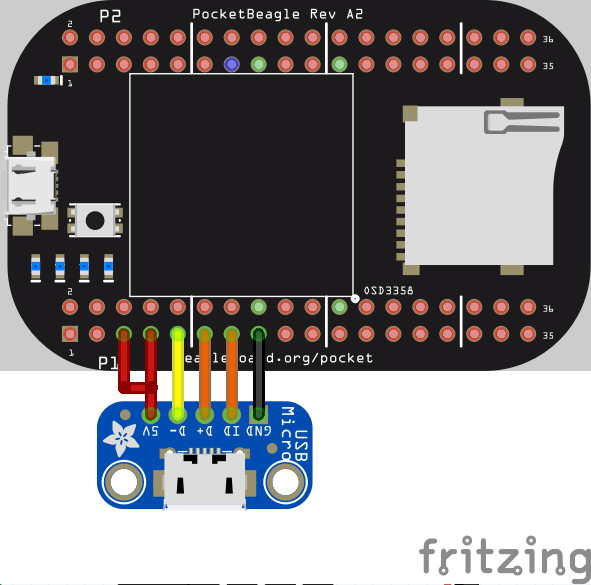 P2
PocketBeagle Rev A2
2
36
35
1
OSD3358
2
36
35
1
P1
eagleboard.org/pocket
5V D- D+ ID GND
USB
Micro
fritzing